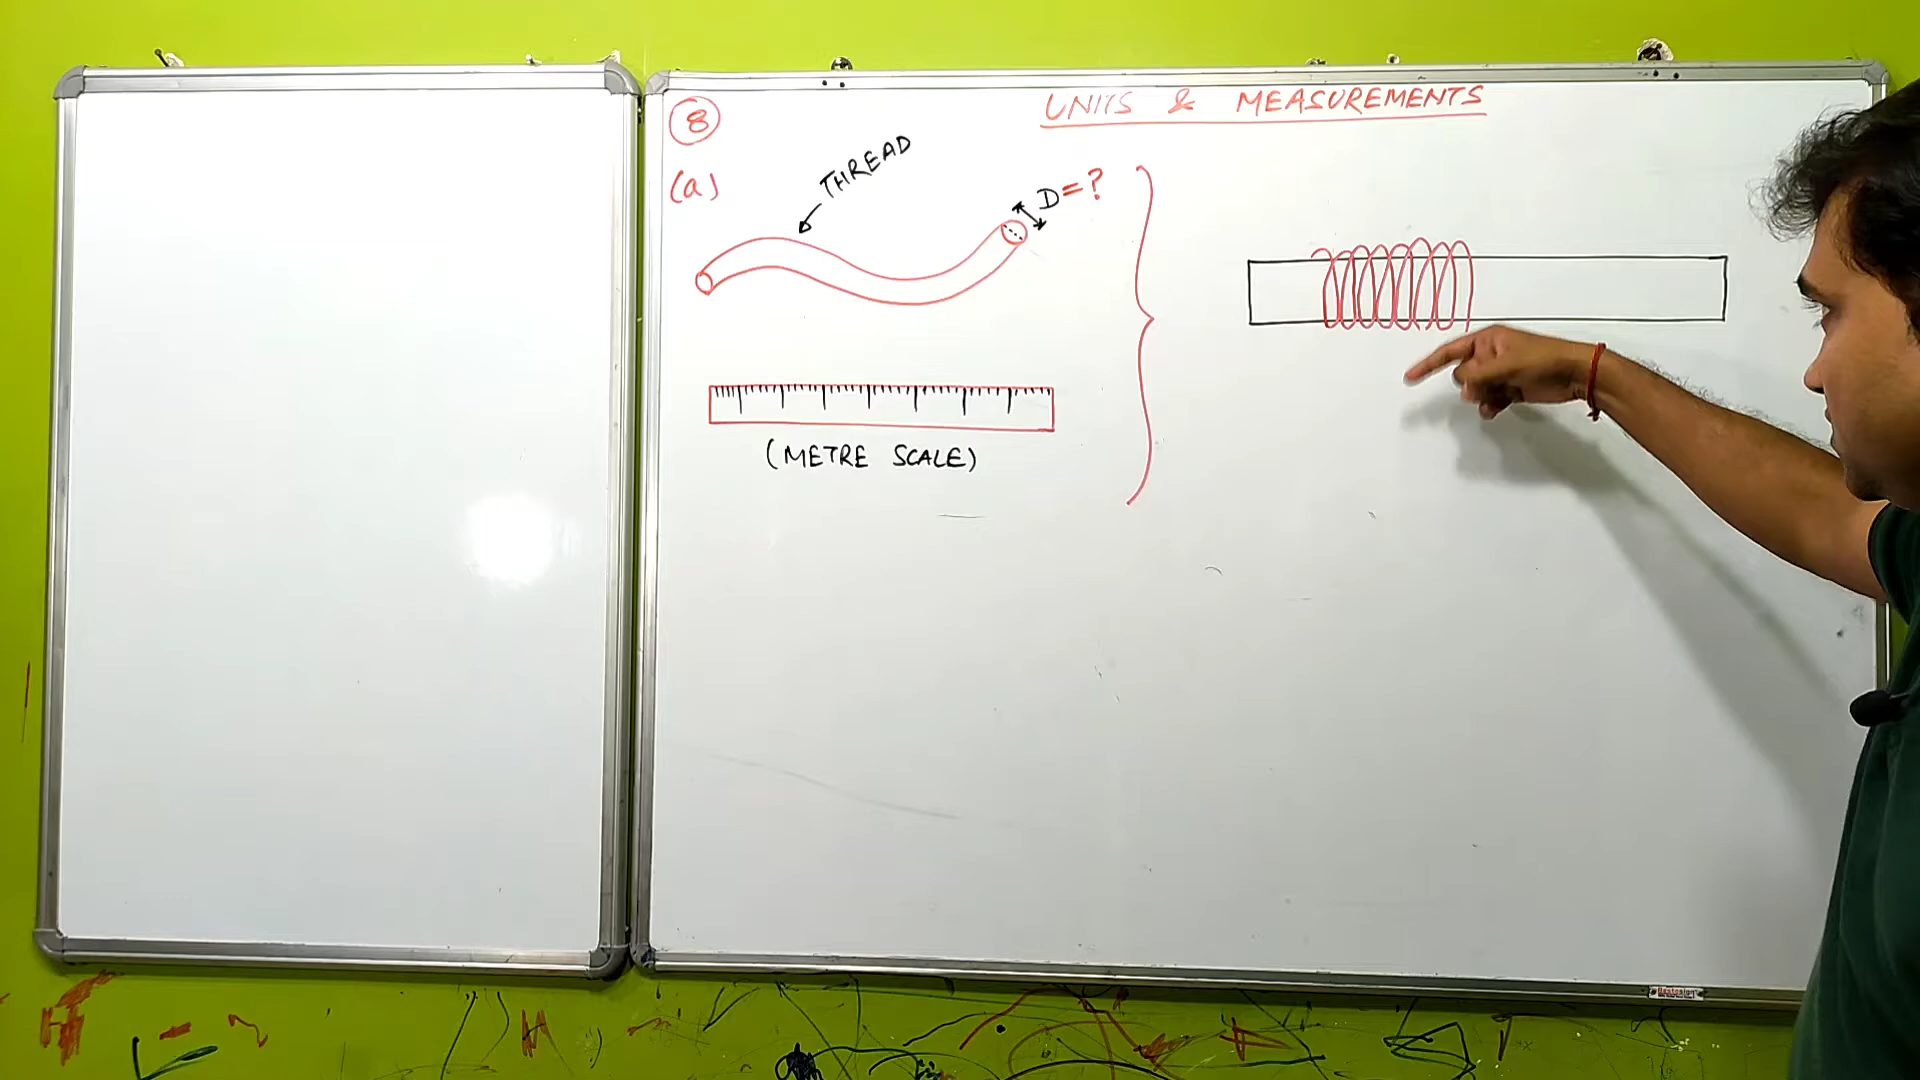 UNITS & MEASUREMENTS
8
(a)
THREAD
D=?
(METRE SCALE)